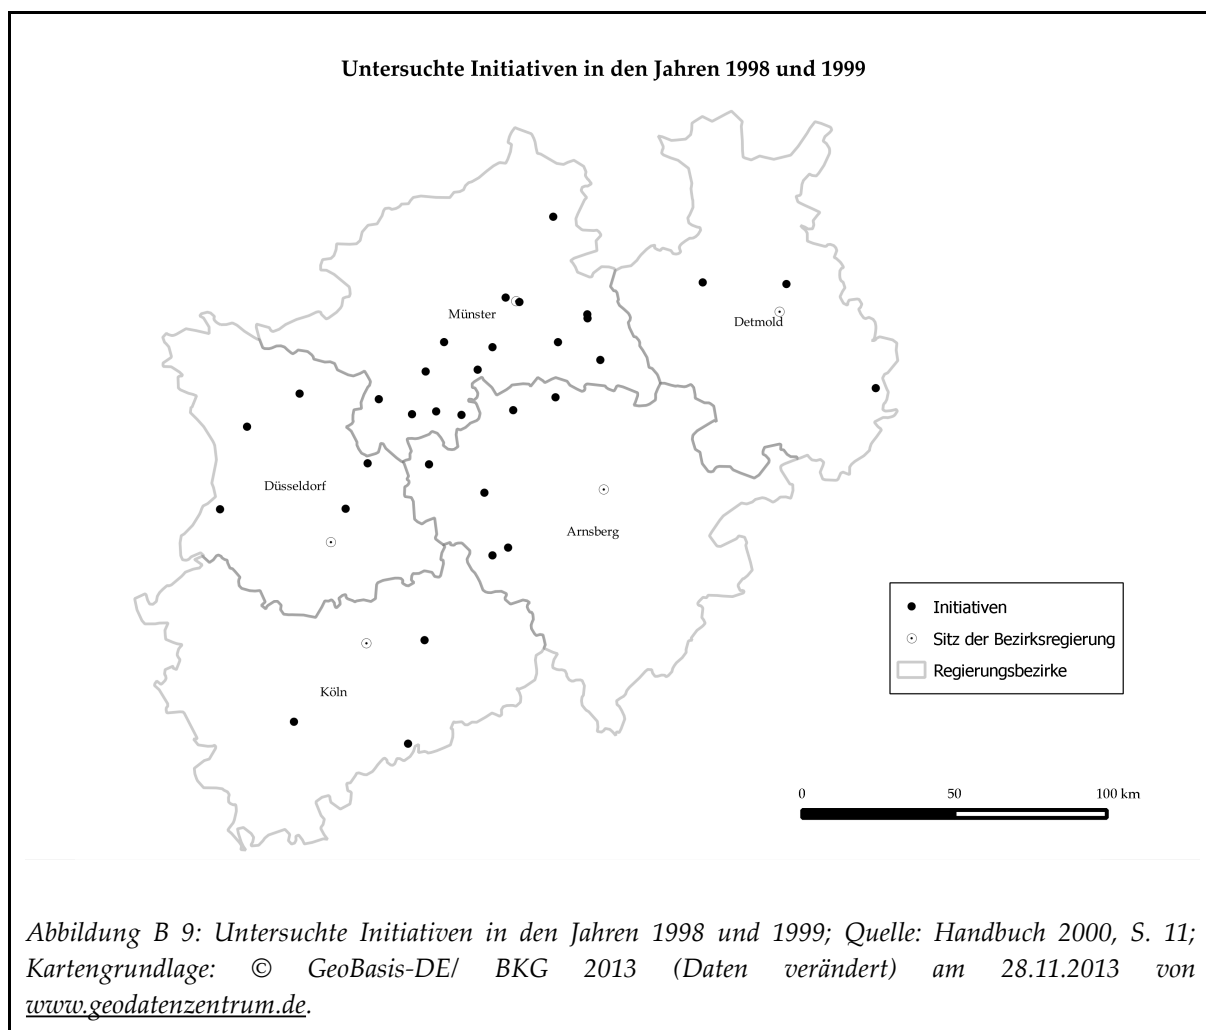 Untersuchte Initiativen in den Jahren 1998 und 1999
Münster
Detmold
Düsseldorf
Arnsberg
Köln
Initiativen
Sitz der Bezirksregierung
Regierungsbezirke
0 50 100 km
Abbildung B 9: Untersuchte Initiativen in den Jahren 1998 und 1999; Quelle: Handbuch 2000, S. 11;
Kartengrundlage: © GeoBasis-DE/ BKG 2013 (Daten verändert) am 28.11.2013 von
www.geodatenzentrum.de.